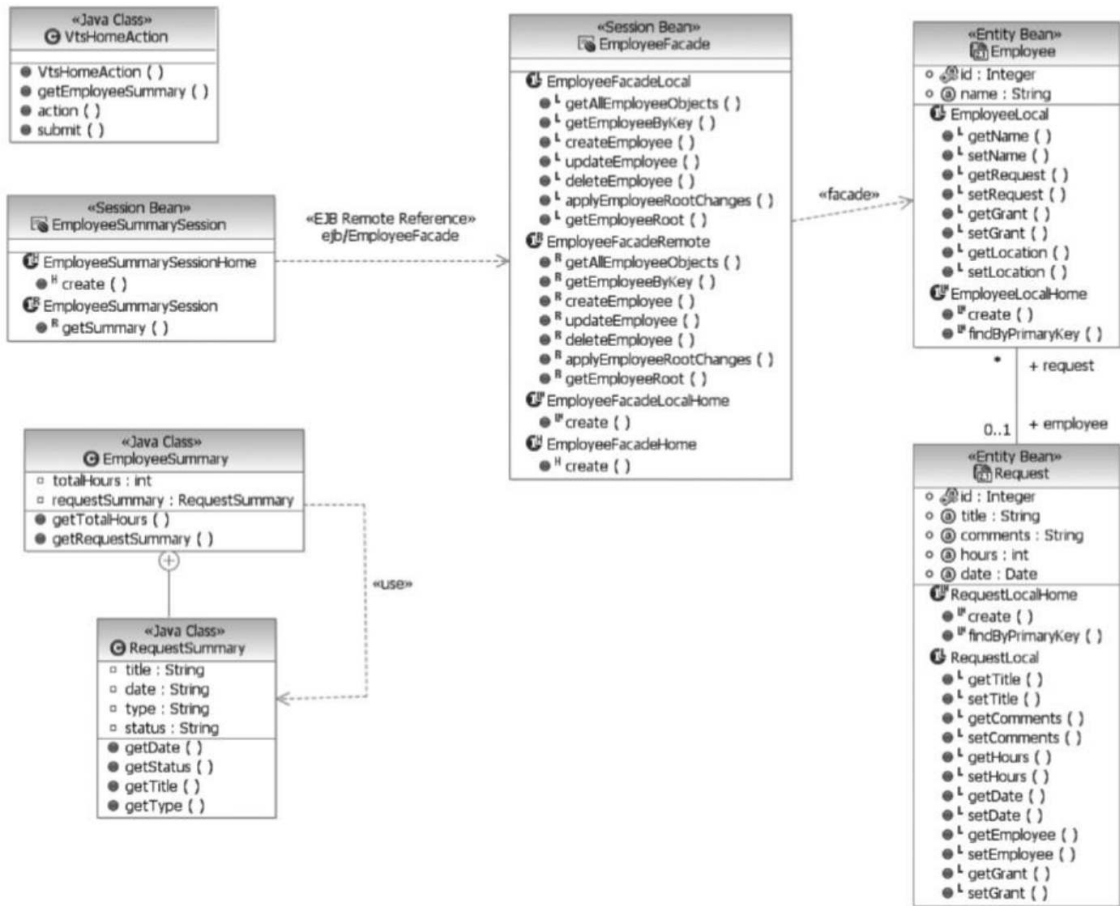 «Java Class»
VtsHomeAction
VtsHomeAction ( )
getEmployeeSummary ( )
action ( )
submit ( )
«Session Bean»
EmployeeSummarySession
EmployeeSummarySessionHome
H create ( )
EmployeeSummarySession
R getSummary ( )
«EJB Remote Reference»
ejb/EmployeeFacade
«Java Class»
EmployeeSummary
totalHours : int
requestSummary : RequestSummary
getTotalHours ( )
getRequestSummary ( )
«use»
«Java Class»
RequestSummary
title : String
date : String
type : String
status : String
getDate ( )
getStatus ( )
getTitle ( )
getType ( )
«Session Bean»
EmployeeFacade
EmployeeFacadeLocal
L getAllEmployeeObjects ( )
L getEmployeeByKey ( )
L createEmployee ( )
L updateEmployee ( )
L deleteEmployee ( )
L applyEmployeeRootChanges ( )
L getEmployeeRoot ( )
EmployeeFacadeRemote
R getAllEmployeeObjects ( )
R getEmployeeByKey ( )
R createEmployee ( )
R updateEmployee ( )
R deleteEmployee ( )
R applyEmployeeRootChanges ( )
R getEmployeeRoot ( )
EmployeeFacadeLocalHome
create ( )
EmployeeFacadeHome
H create ( )
«facade»
«Entity Bean»
Employee
id : Integer
name : String
EmployeeLocal
L getName ( )
L setName ( )
L getRequest ( )
L setRequest ( )
L getGrant ( )
L setGrant ( )
L getLocation ( )
L setLocation ( )
EmployeeLocalHome
create ( )
findByPrimaryKey ( )
* + request
0..1 + employee
«Entity Bean»
Request
id : Integer
title : String
comments : String
hours : int
date : Date
RequestLocalHome
create ( )
findByPrimaryKey ( )
RequestLocal
L getTitle ( )
L setTitle ( )
L getComments ( )
L setComments ( )
L getHours ( )
L setHours ( )
L getDate ( )
L setDate ( )
L getEmployee ( )
L setEmployee ( )
L getGrant ( )
L setGrant ( )